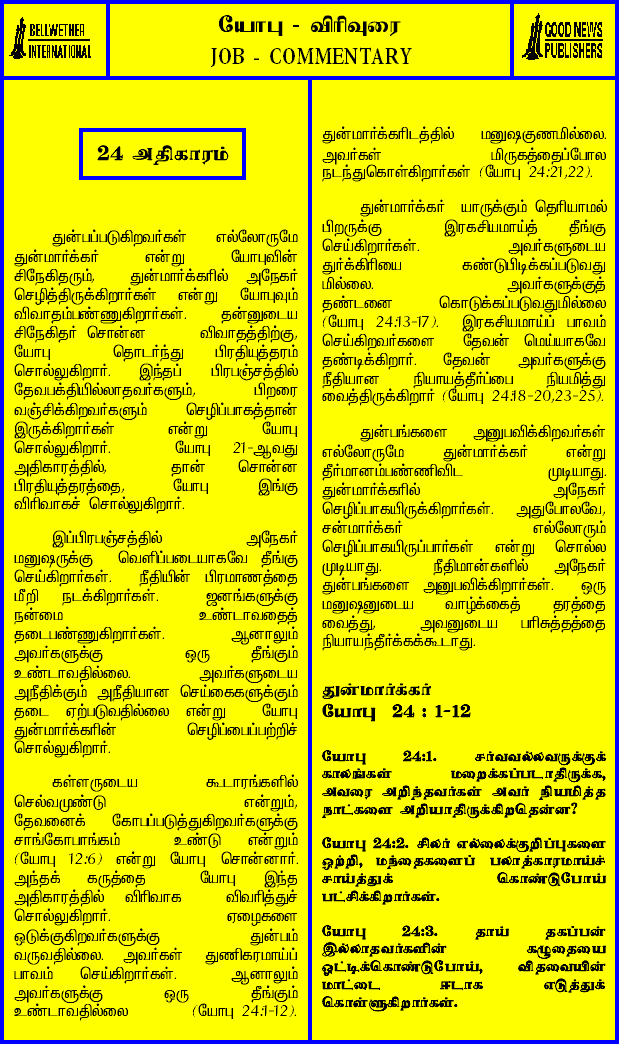 BELLWETHER
INTERNATIONAL
யோபு - விரிவுரை
JOB - COMMENTARY
GOOD NEWS
PUBLISHERS
24 அதிகாரம்
துன்பப்படுகிறவர்கள் எல்லோருமே
துன்மார்க்கர் என்று யோபுவின்
சிநேகிதரும், துன்மார்க்கரில் அநேகர்
செழித்திருக்கிறார்கள் என்று யோபுவும்
விவாதம்பண்ணுகிறார்கள். தன்னுடைய
சிநேகிதர் சொன்ன விவாதத்திற்கு,
யோபு தொடர்ந்து பிரதியுத்தரம்
சொல்லுகிறார். இந்தப் பிரபஞ்சத்தில்
தேவபக்தியில்லாதவர்களும், பிறரை
வஞ்சிக்கிறவர்களும் செழிப்பாகத்தான்
இருக்கிறார்கள் என்று யோபு
சொல்லுகிறார். யோபு 21-ஆவது
அதிகாரத்தில், தான் சொன்ன
பிரதியுத்தரத்தை, யோபு இங்கு
விரிவாகச் சொல்லுகிறார்.
இப்பிரபஞ்சத்தில் அநேகர்
மனுஷருக்கு வெளிப்படையாகவே தீங்கு
செய்கிறார்கள். நீதியின் பிரமாணத்தை
மீறி நடக்கிறார்கள். ஜனங்களுக்கு
நன்மை உண்டாவதைத்
தடைபண்ணுகிறார்கள். ஆனாலும்
அவர்களுக்கு ஒரு தீங்கும்
உண்டாவதில்லை. அவர்களுடைய
அநீதிக்கும் அநீதியான செய்கைகளுக்கும்
தடை ஏற்படுவதில்லை என்று யோபு
துன்மார்க்கரின் செழிப்பைப்பற்றிச்
சொல்லுகிறார்.
கள்ளருடைய கூடாரங்களில்
செல்வமுண்டு என்றும்,
தேவனைக் கோபப்படுத்துகிறவர்களுக்கு
சாங்கோபாங்கம் உண்டு என்றும்
(யோபு 12:6) என்று யோபு சொன்னார்.
அந்தக் கருத்தை யோபு இந்த
அதிகாரத்தில் விரிவாக விவரித்துச்
சொல்லுகிறார். ஏழைகளை
ஒடுக்குகிறவர்களுக்கு துன்பம்
வருவதில்லை. அவர்கள் துணிகரமாய்ப்
பாவம் செய்கிறார்கள். ஆனாலும்
அவர்களுக்கு ஒரு தீங்கும்
உண்டாவதில்லை (யோபு 24:1-12).
துன்மார்க்கரிடத்தில் மனுஷகுணமில்லை.
அவர்கள் மிருகத்தைப்போல
நடந்துகொள்கிறார்கள் (யோபு 24:21,22).
துன்மார்க்கர் யாருக்கும் தெரியாமல்
பிறருக்கு இரகசியமாய்த் தீங்கு
செய்கிறார்கள். அவர்களுடைய
துர்க்கிரியை கண்டுபிடிக்கப்படுவது
மில்லை. அவர்களுக்குத்
தண்டனை கொடுக்கப்படுவதுமில்லை
(யோபு 24:13-17). இரகசியமாய்ப் பாவம்
செய்கிறவர்களை தேவன் மெய்யாகவே
தண்டிக்கிறார். தேவன் அவர்களுக்கு
நீதியான நியாயத்தீர்ப்பை நியமித்து
வைத்திருக்கிறார் (யோபு 24:18-20,23-25).
துன்பங்களை அனுபவிக்கிறவர்கள்
எல்லோருமே துன்மார்க்கர் என்று
தீர்மானம்பண்ணிவிட முடியாது.
துன்மார்க்கரில் அநேகர்
செழிப்பாகயிருக்கிறார்கள். அதுபோலவே,
சன்மார்க்கர் எல்லோரும்
செழிப்பாகயிருப்பார்கள் என்று சொல்ல
முடியாது. நீதிமான்களில் அநேகர்
துன்பங்களை அனுபவிக்கிறார்கள். ஒரு
மனுஷனுடைய வாழ்க்கைத் தரத்தை
வைத்து, அவனுடைய பரிசுத்தத்தை
நியாயந்தீர்க்கக்கூடாது.
துன்மார்க்கர்
யோபு 24 : 1-12
யோபு 24:1. சர்வவல்லவருக்குக்
காலங்கள் மறைக்கப்படாதிருக்க,
அவரை அறிந்தவர்கள் அவர் நியமித்த
நாட்களை அறியாதிருக்கிறதென்ன?
யோபு 24:2. சிலர் எல்லைக்குறிப்புகளை
ஒற்றி, மந்தைகளைப் பலாத்காரமாய்ச்
சாய்த்துக் கொண்டுபோய்
பட்சிக்கிறார்கள்.
யோபு 24:3. தாய் தகப்பன்
இல்லாதவர்களின் கழுதையை
ஓட்டிக்கொண்டுபோய், விதவையின்
மாட்டை ஈடாக எடுத்துக்
கொள்ளுகிறார்கள்.